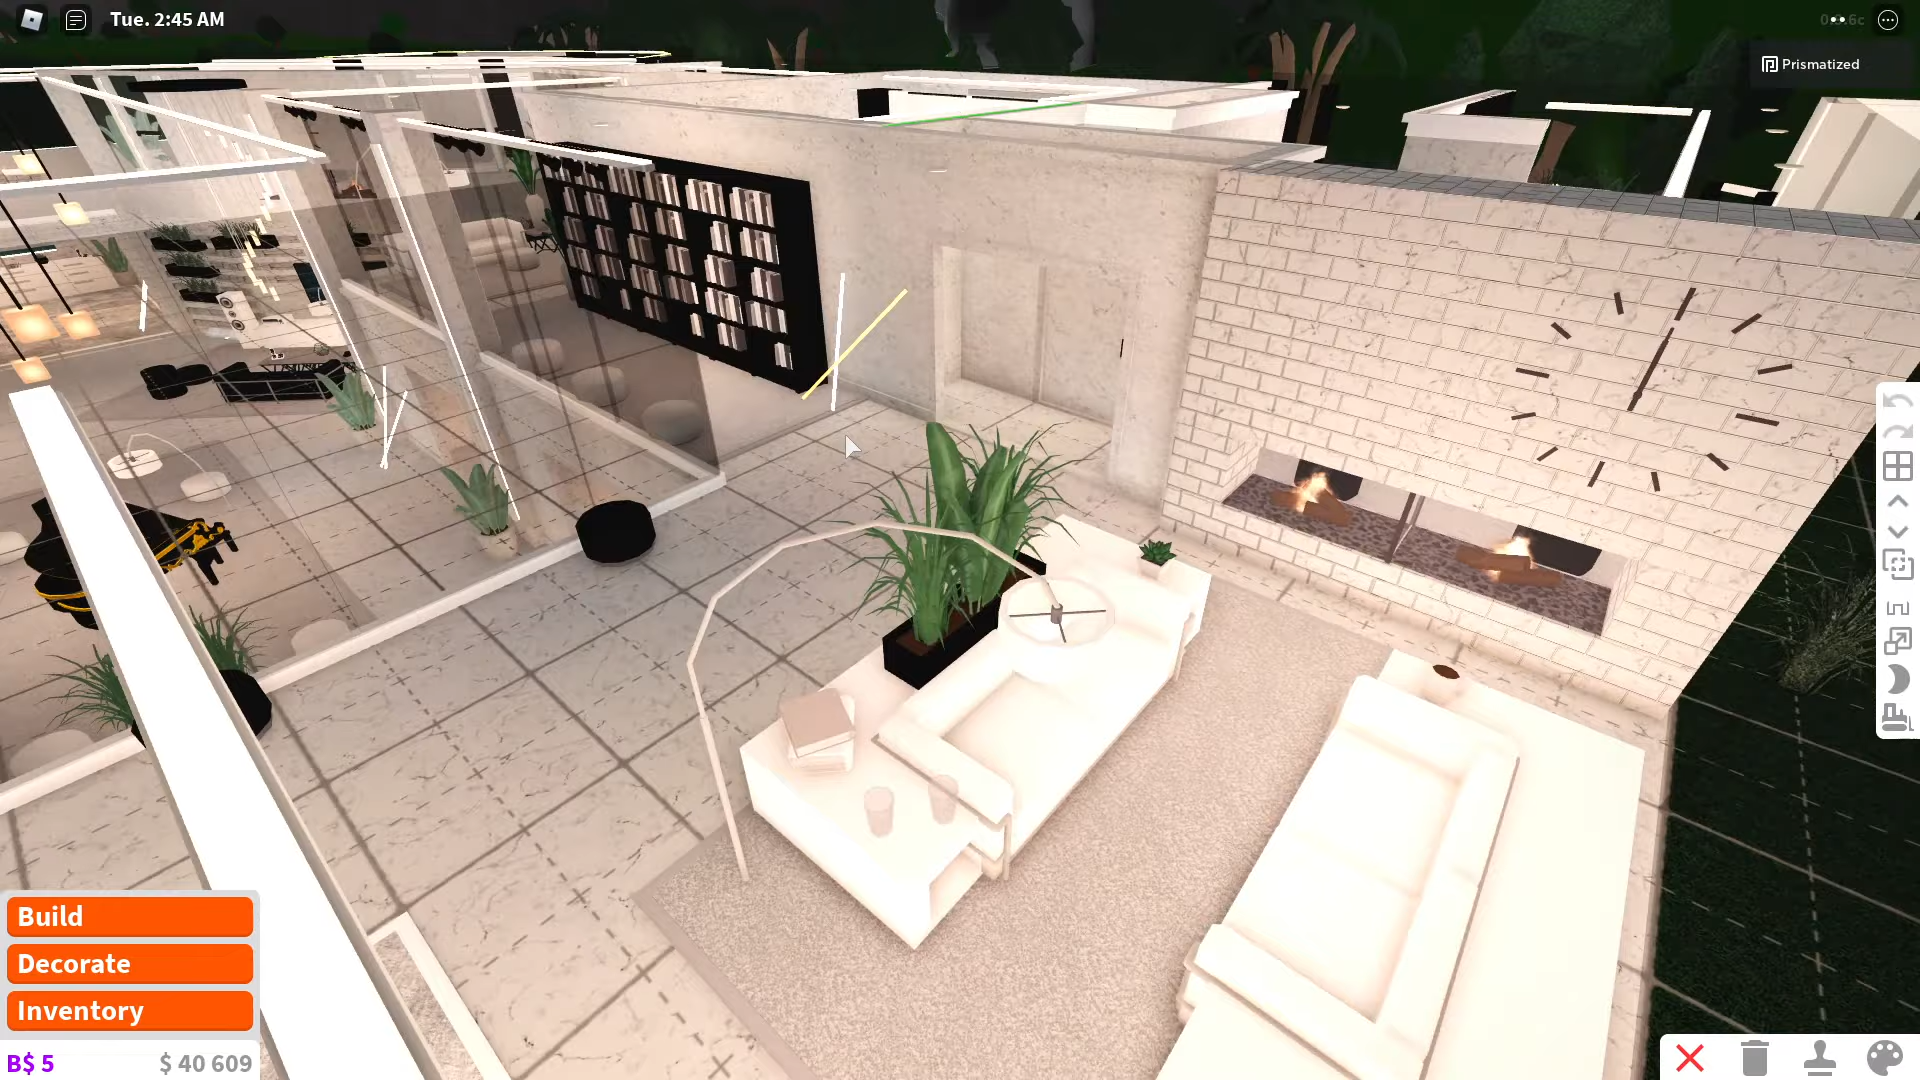 Tue. 2:45 AM
Prismatized
Build
Decorate
Inventory
B$ 5
$ 40 609